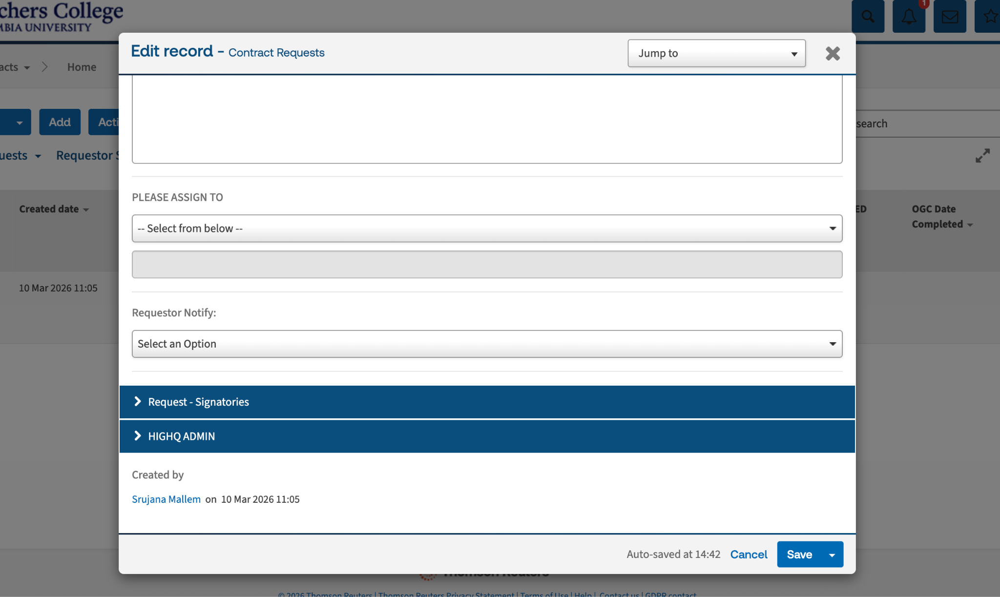 chers College
BIA UNIVERSITY
1
Edit record - Contract Requests
Jump to
acts
Home
Add
Acti
search
uests
Requestor S
PLEASE ASSIGN TO
Created date
ED
OGC Date
Completed
-- Select from below --
10 Mar 2026 11:05
Requestor Notify:
Select an Option
Request - Signatories
HIGHQ ADMIN
Created by
Srujana Mallem on 10 Mar 2026 11:05
Auto-saved at 14:42
Cancel
Save
Thomson Reuters
© 2026 Thomson Reuters | Thomson Reuters Privacy Statement | Terms of Use | Help | Contact us | GDPR contact